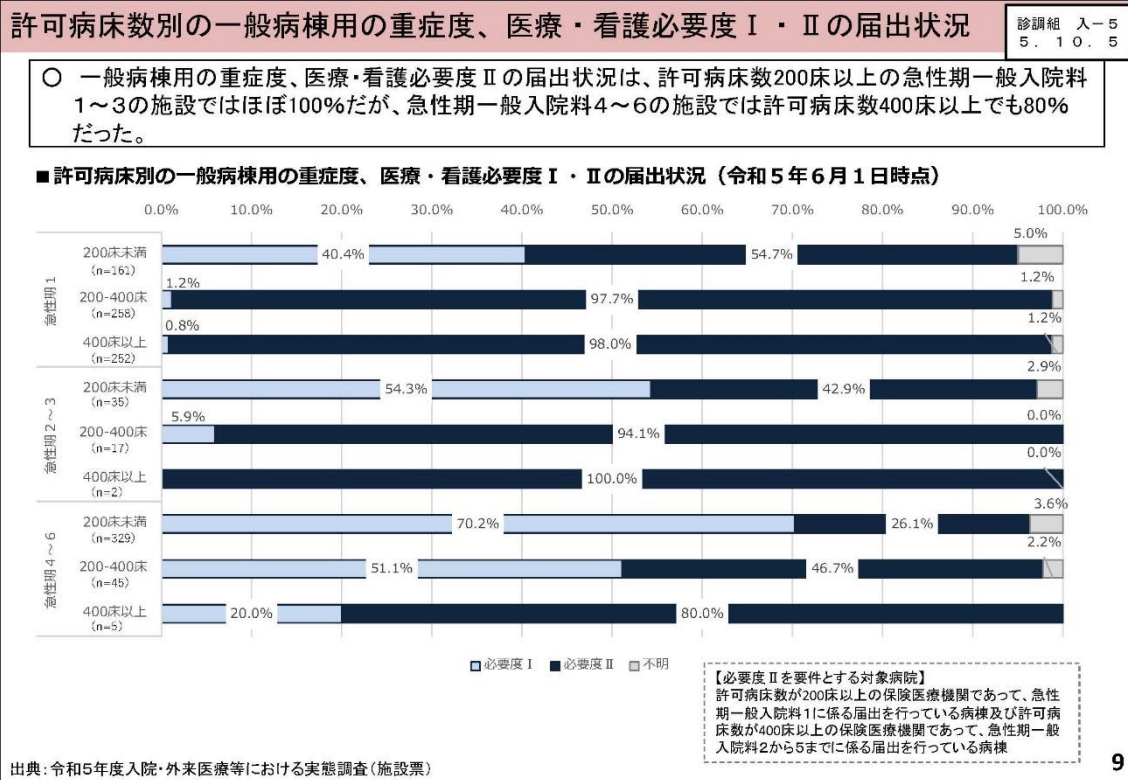 許可病床数別の一般病棟用の重症度、医療・看護必要度Ⅰ・Ⅱの届出状況
診調組 入－５
５．１０．５
○ 一般病棟用の重症度、医療・看護必要度Ⅱの届出状況は、許可病床数200床以上の急性期一般入院料
1～3の施設ではほぼ100％だが、急性期一般入院料4～6の施設では許可病床数400床以上でも80％
だった。
■許可病床別の一般病棟用の重症度、医療・看護必要度Ⅰ・Ⅱの届出状況（令和５年６月１日時点）
0.0% 10.0% 20.0% 30.0% 40.0% 50.0% 60.0% 70.0% 80.0% 90.0% 100.0%
急性期１
200床未満
(n=161)
40.4% 54.7% 5.0%
200-400床
(n=258)
1.2% 97.7% 1.2%
400床以上
(n=252)
0.8% 98.0% 1.2%
急性期２～３
200床未満
(n=35)
54.3% 42.9% 2.9%
200-400床
(n=17)
5.9% 94.1% 0.0%
400床以上
(n=2)
100.0% 0.0%
急性期４～６
200床未満
(n=329)
70.2% 26.1% 3.6%
200-400床
(n=45)
51.1% 46.7% 2.2%
400床以上
(n=5)
20.0% 80.0%
必要度Ⅰ 必要度Ⅱ 不明
【必要度Ⅱを要件とする対象病院】
許可病床数が200床以上の保険医療機関であって、急性
期一般入院料1に係る届出を行っている病棟及び許可病
床数が400床以上の保険医療機関であって、急性期一般
入院料2から5までに係る届出を行っている病棟
出典：令和5年度入院・外来医療等における実態調査（施設票）
9